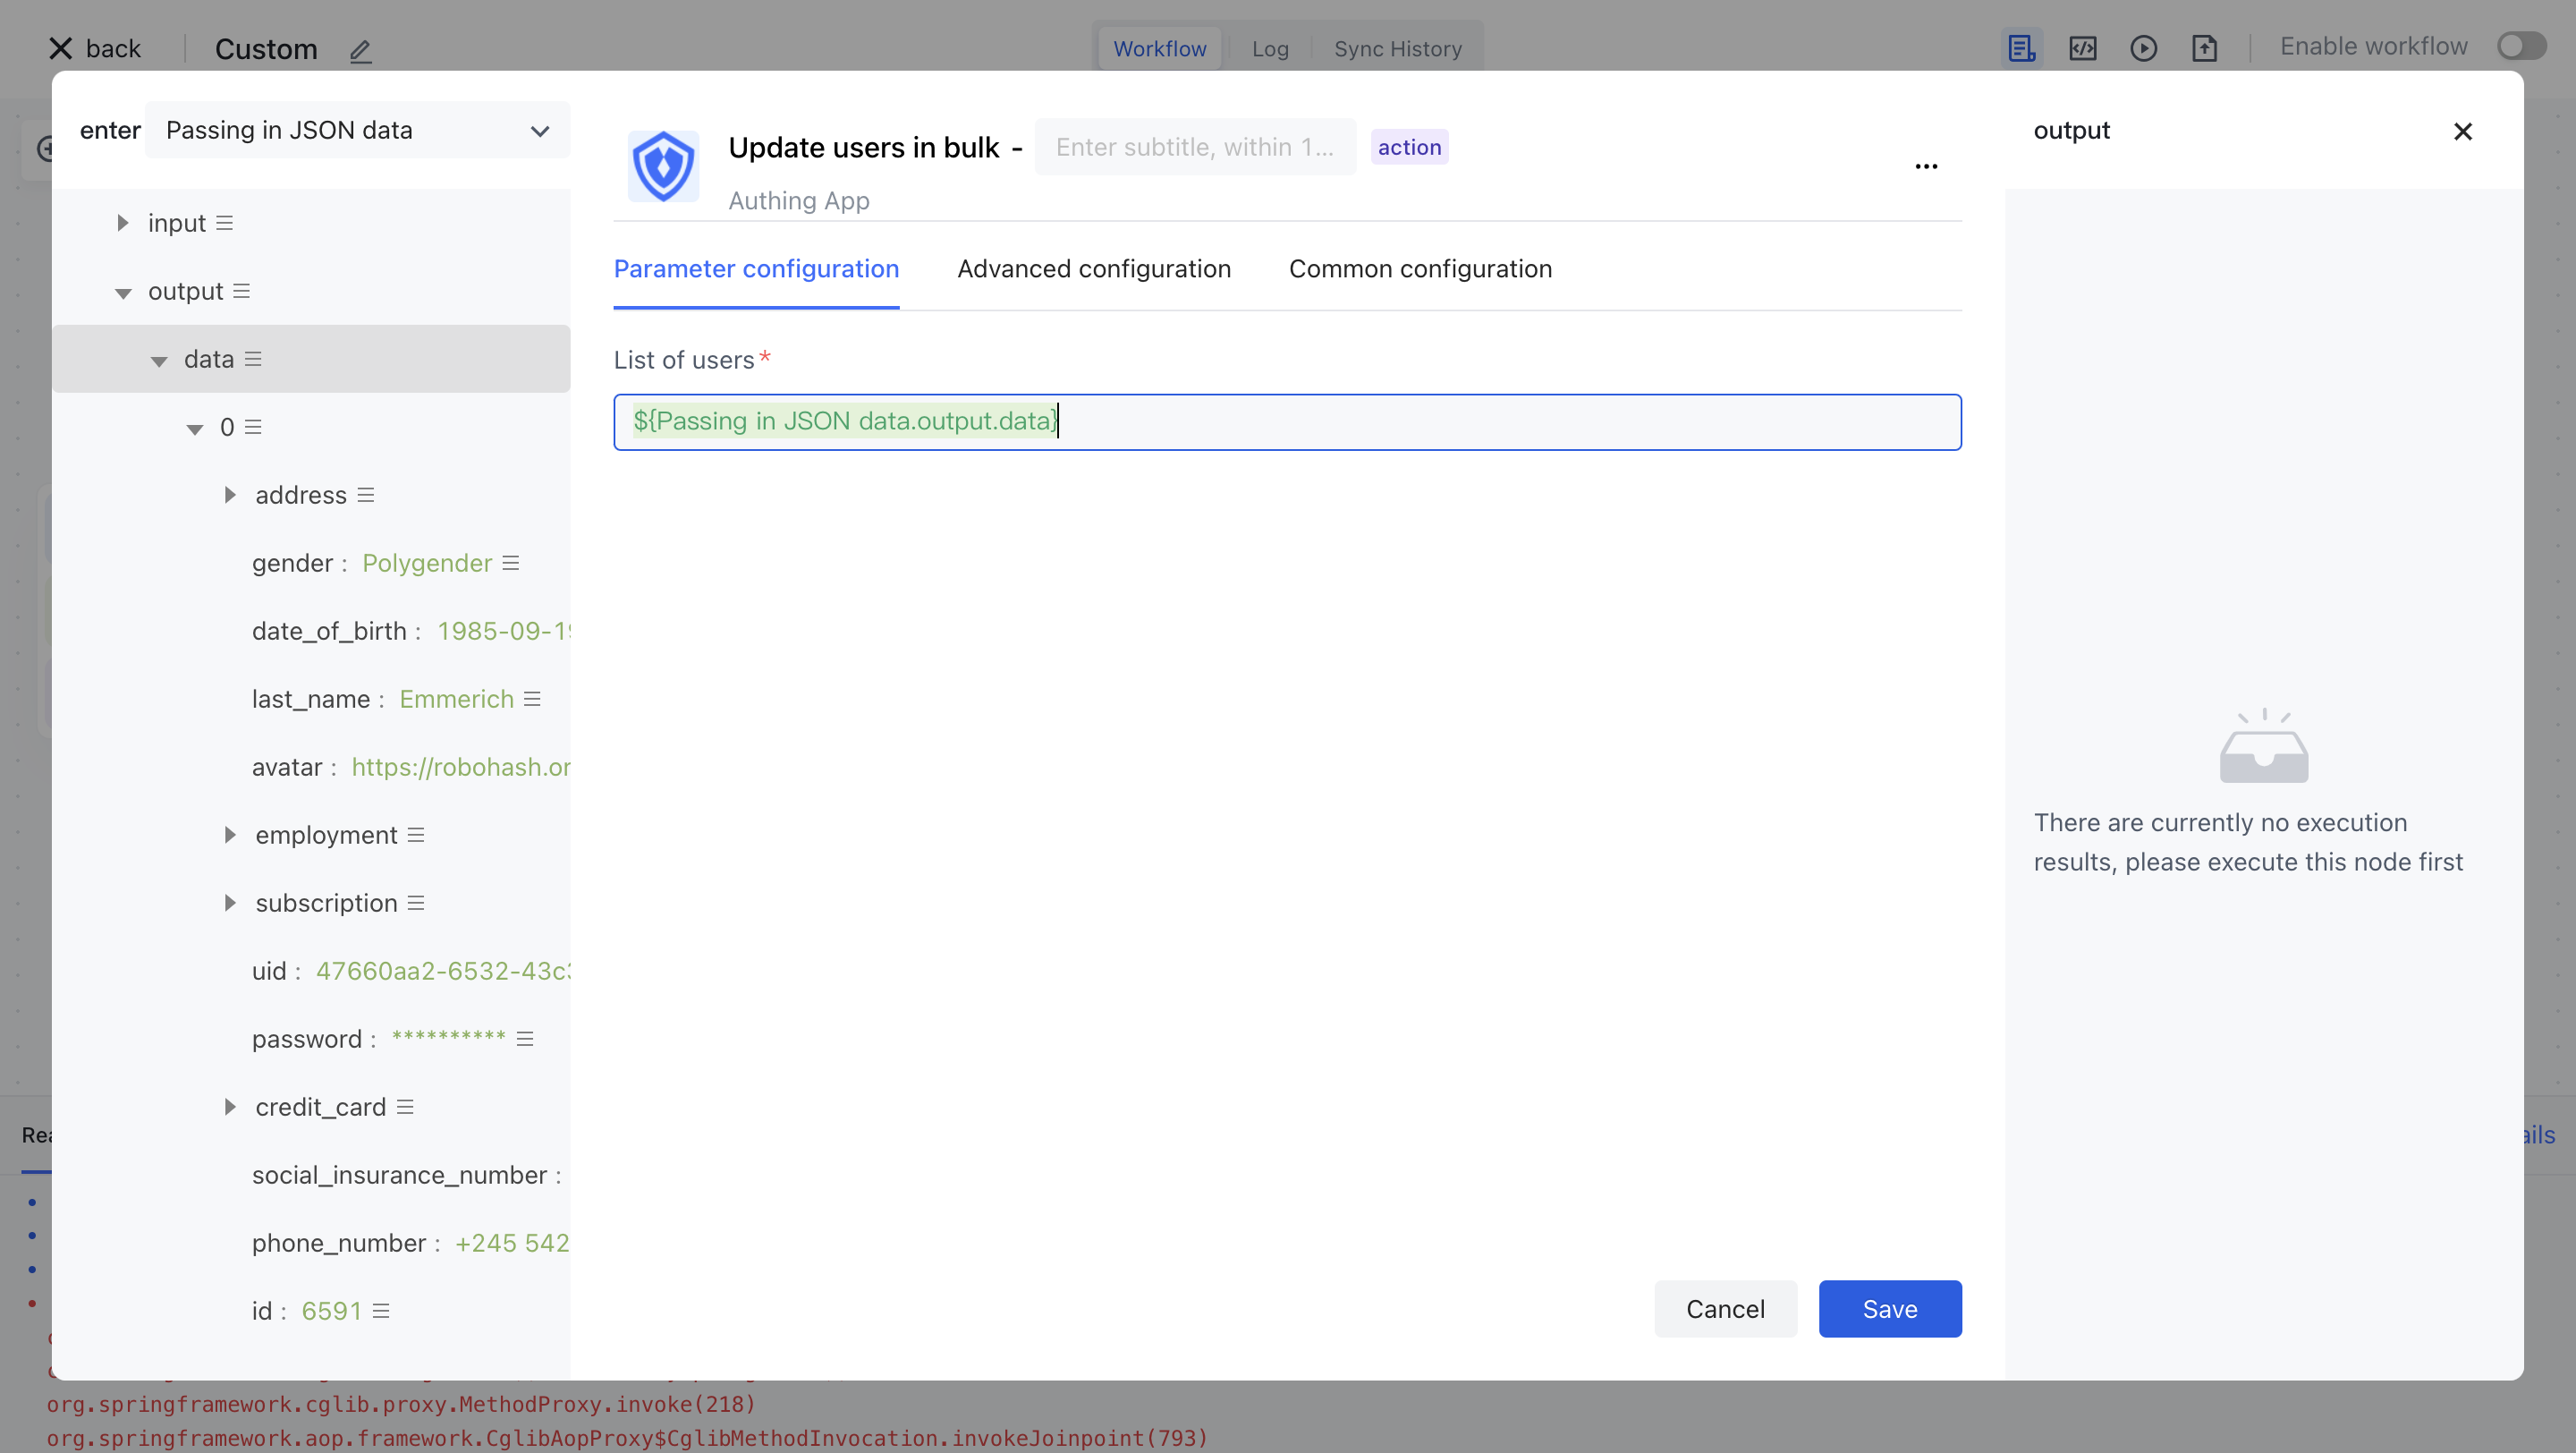 back
Custom
Workflow
Log
Sync History
Enable workflow
enter
Passing in JSON data
input
output
data
0
address
gender : Polygender
date_of_birth : 1985-09-19
last_name : Emmerich
avatar : https://robohash.or
employment
subscription
uid : 47660aa2-6532-43c3
password : **********
credit_card
social_insurance_number :
phone_number : +245 542
id : 6591
Update users in bulk -
Enter subtitle, within 1...
action
Authing App
Parameter configuration
Advanced configuration
Common configuration
List of users*
${Passing in JSON data.output.data}
Cancel
Save
output
There are currently no execution
results, please execute this node first
Rea
ails
org.springframework.cglib.proxy.MethodProxy.invoke(218)
org.springframework.aop.framework.CglibAopProxy$CglibMethodInvocation.invokeJoinpoint(793)